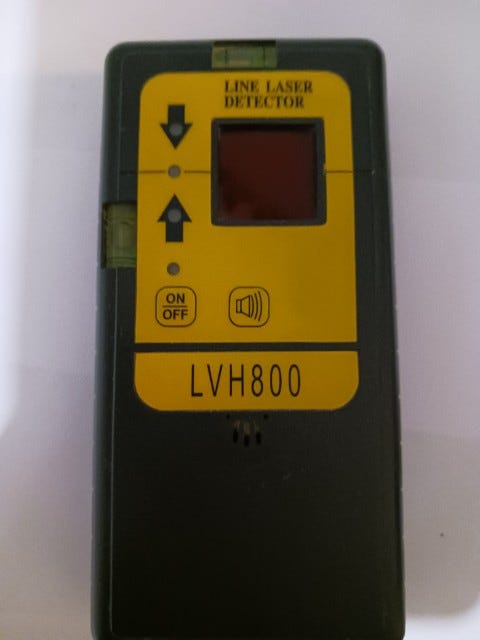 LINE LASER
DETECTOR
ON
OFF
LVH800